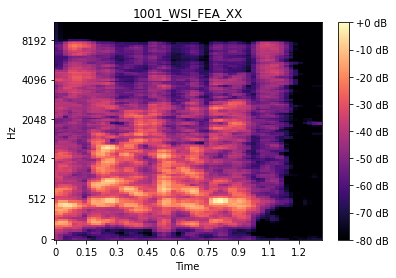 1001_WSI_FEA_XX
8192
4096
2048
1024
512
0
Hz
0 0.15 0.3 0.45 0.6 0.75 0.9 1.1 1.2
Time
+0 dB
-10 dB
-20 dB
-30 dB
-40 dB
-50 dB
-60 dB
-70 dB
-80 dB